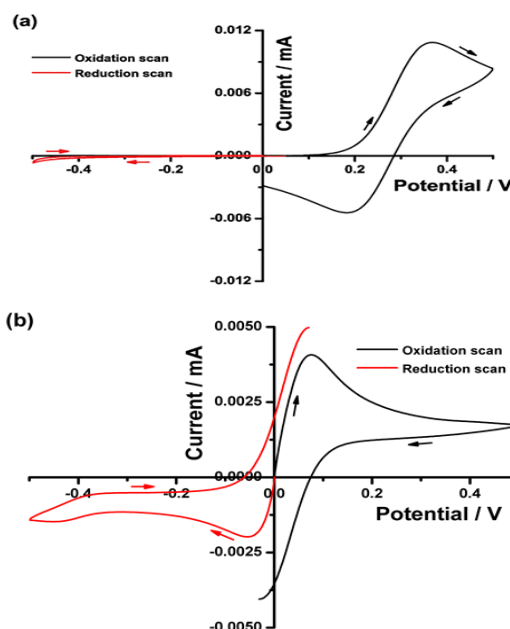 (a)
Oxidation scan
Reduction scan
Current / mA
0.012
0.006
0.000
-0.006
-0.012
-0.4
-0.2
0.0
0.2
0.4
Potential / V
(b)
Oxidation scan
Reduction scan
Current / mA
0.0050
0.0025
0.0000
-0.0025
-0.0050
-0.4
-0.2
0.0
0.2
0.4
Potential / V